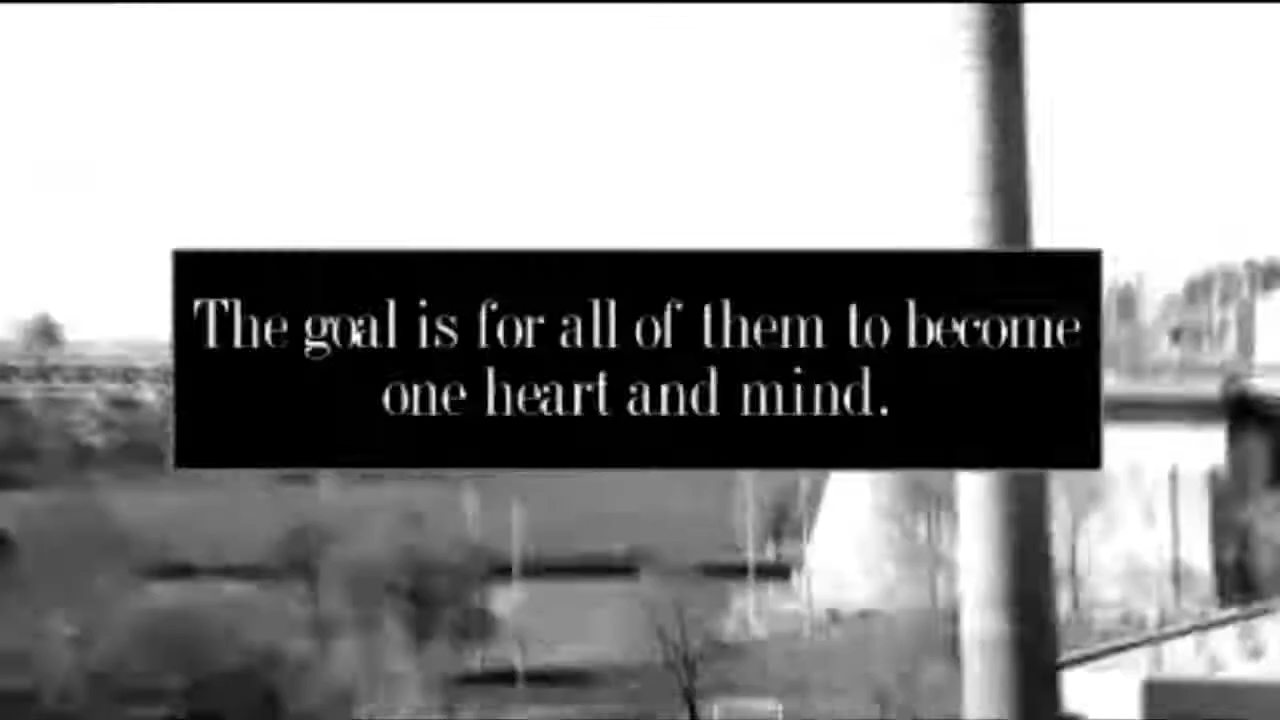 The goal is for all of them to become
one heart and mind.